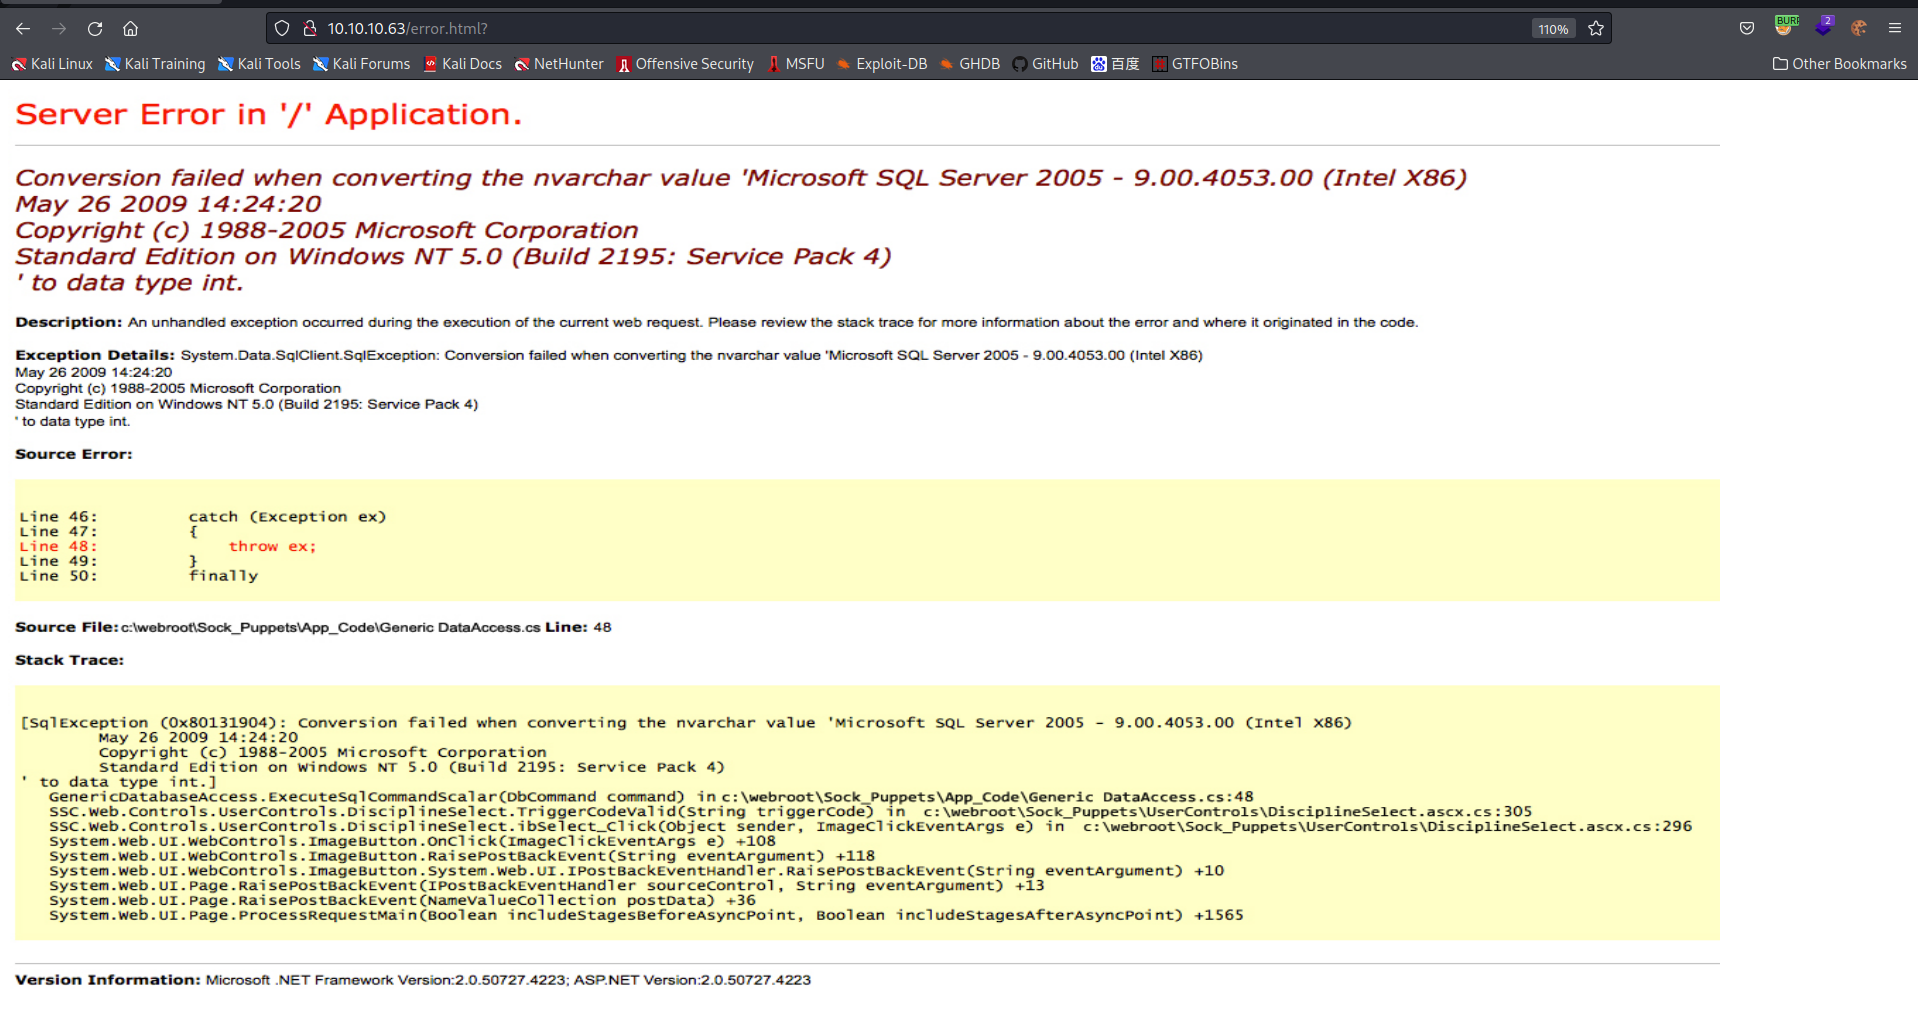 10.10.10.63/error.html?
110%
BURP
2
Kali Linux Kali Training Kali Tools Kali Forums Kali Docs NetHunter Offensive Security MSFU Exploit-DB GHDB GitHub 百度 GTFOBins Other Bookmarks
Server Error in '/' Application.
Conversion failed when converting the nvarchar value 'Microsoft SQL Server 2005 - 9.00.4053.00 (Intel X86)
May 26 2009 14:24:20
Copyright (c) 1988-2005 Microsoft Corporation
Standard Edition on Windows NT 5.0 (Build 2195: Service Pack 4)
' to data type int.
Description: An unhandled exception occurred during the execution of the current web request. Please review the stack trace for more information about the error and where it originated in the code.
Exception Details: System.Data.SqlClient.SqlException: Conversion failed when converting the nvarchar value 'Microsoft SQL Server 2005 - 9.00.4053.00 (Intel X86)
May 26 2009 14:24:20
Copyright (c) 1988-2005 Microsoft Corporation
Standard Edition on Windows NT 5.0 (Build 2195: Service Pack 4)
' to data type int.
Source Error:
Line 46: catch (Exception ex)
Line 47: {
Line 48: throw ex;
Line 49: }
Line 50: finally
Source File: c:\webroot\Sock_Puppets\App_Code\Generic DataAccess.cs Line: 48
Stack Trace:
[SqlException (0x80131904): Conversion failed when converting the nvarchar value 'Microsoft SQL Server 2005 - 9.00.4053.00 (Intel X86)
May 26 2009 14:24:20
Copyright (c) 1988-2005 Microsoft Corporation
Standard Edition on Windows NT 5.0 (Build 2195: Service Pack 4)
' to data type int.]
GenericDatabaseAccess.ExecuteSqlCommandScalar(DbCommand command) in c:\webroot\Sock_Puppets\App_Code\Generic DataAccess.cs:48
SSC.Web.Controls.UserControls.DisciplineSelect.TriggerCodeValid(String triggerCode) in c:\webroot\Sock_Puppets\UserControls\DisciplineSelect.ascx.cs:305
SSC.Web.Controls.UserControls.DisciplineSelect.ibSelect_Click(Object sender, ImageClickEventArgs e) in c:\webroot\Sock_Puppets\UserControls\DisciplineSelect.ascx.cs:296
System.Web.UI.WebControls.ImageButton.OnClick(ImageClickEventArgs e) +108
System.Web.UI.WebControls.ImageButton.RaisePostBackEvent(String eventArgument) +118
System.Web.UI.WebControls.ImageButton.System.Web.UI.IPostBackEventHandler.RaisePostBackEvent(String eventArgument) +10
System.Web.UI.Page.RaisePostBackEvent(IPostBackEventHandler sourceControl, String eventArgument) +13
System.Web.UI.Page.RaisePostBackEvent(NameValueCollection postData) +36
System.Web.UI.Page.ProcessRequestMain(Boolean includeStagesBeforeAsyncPoint, Boolean includeStagesAfterAsyncPoint) +1565
Version Information: Microsoft .NET Framework Version:2.0.50727.4223; ASP.NET Version:2.0.50727.4223